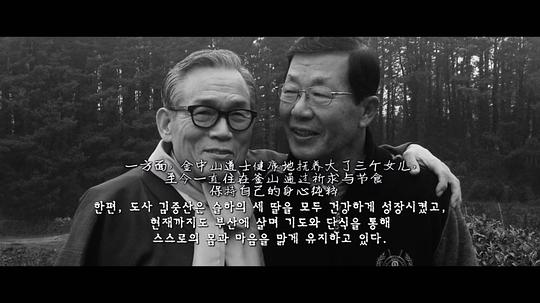 一方面，金中山道士健康地抚养大了三个女儿。
至今一直住在釜山 通过祈求与节食
保持自己的身心纯粹
한편, 도사 김중산은 슬하의 세 딸을 모두 건강하게 성장시켰고,
현재까지도 부산에 살며 기도와 단식을 통해
스스로의 몸과 마음을 맑게 유지하고 있다.